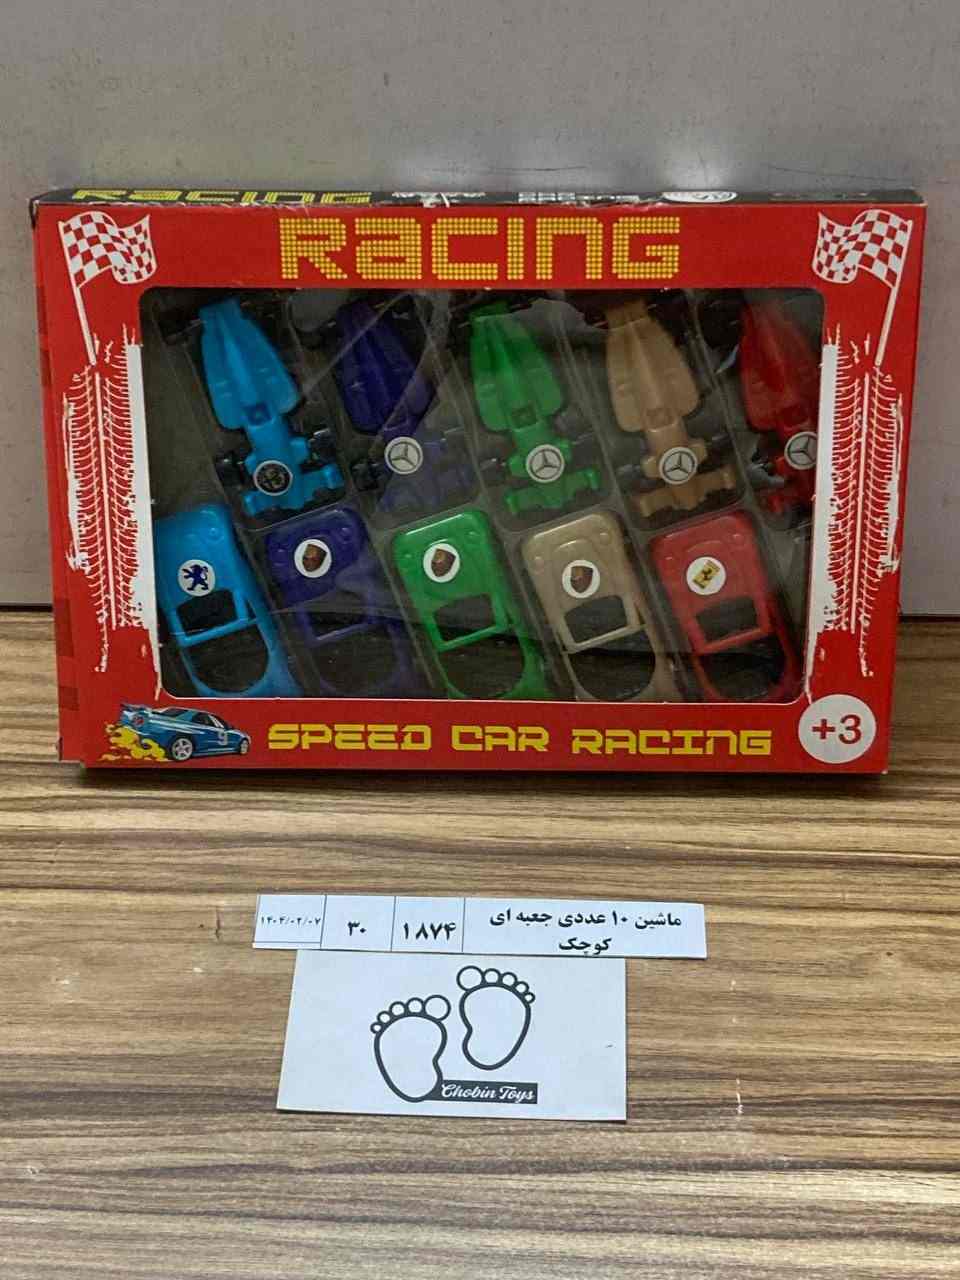 RACING
RACING
SPEED CAR RACING
+3
ماشین ۱۰ عددی جعبه ای
کوچک
۱۸۷۴
۳۰
۱۴۰۴/۰۲/۰۷
Chobin Toys